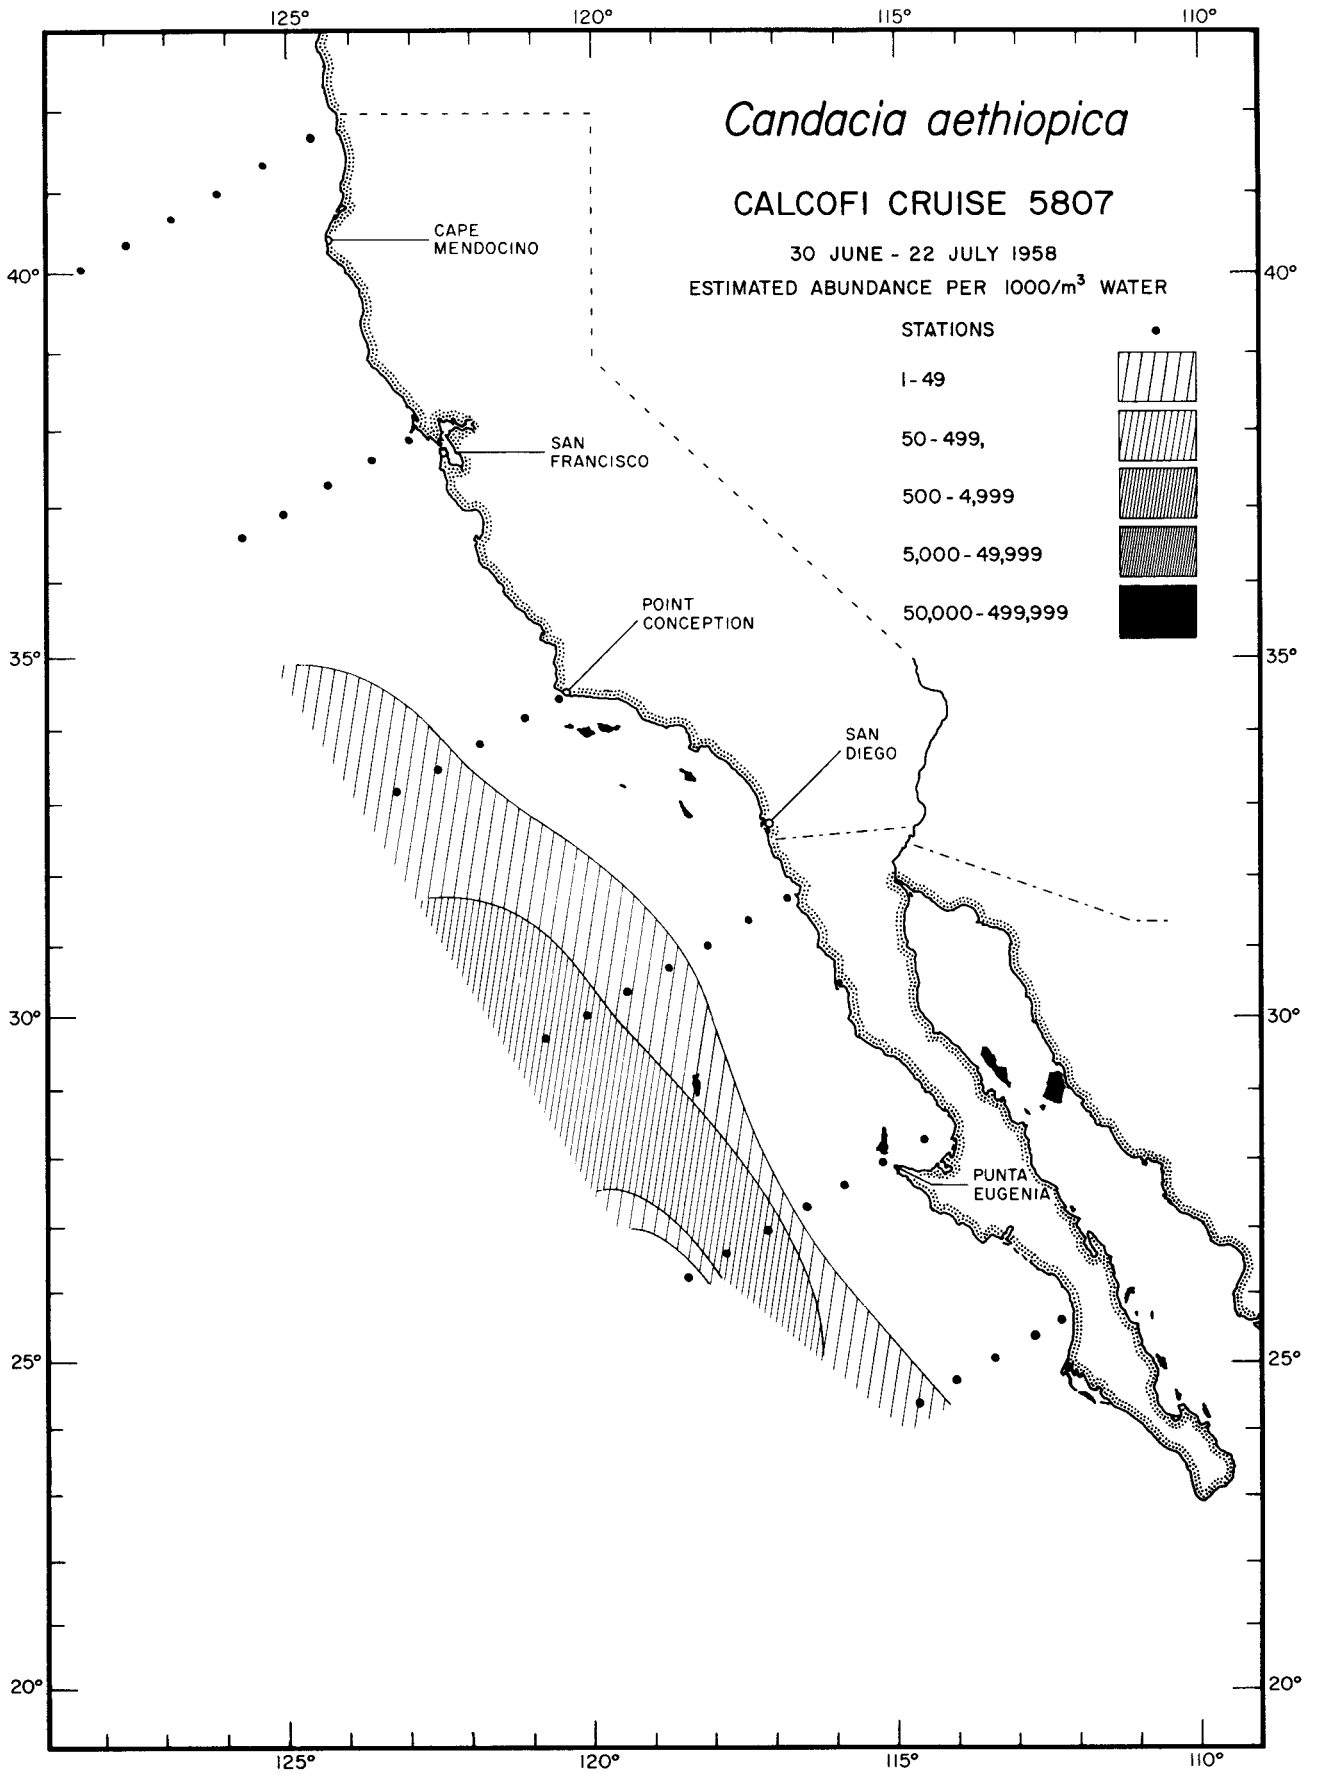 125° 120° 115° 110°
Candacia aethiopica
CALCOFI CRUISE 5807
30 JUNE - 22 JULY 1958
ESTIMATED ABUNDANCE PER 1000/m³ WATER
STATIONS
1-49
50-499,
500-4,999
5,000-49,999
50,000-499,999
CAPE
MENDOCINO
40° 40°
SAN
FRANCISCO
POINT
CONCEPTION
35° 35°
SAN
DIEGO
30° 30°
PUNTA
EUGENIA
25° 25°
20° 20°
125° 120° 115° 110°